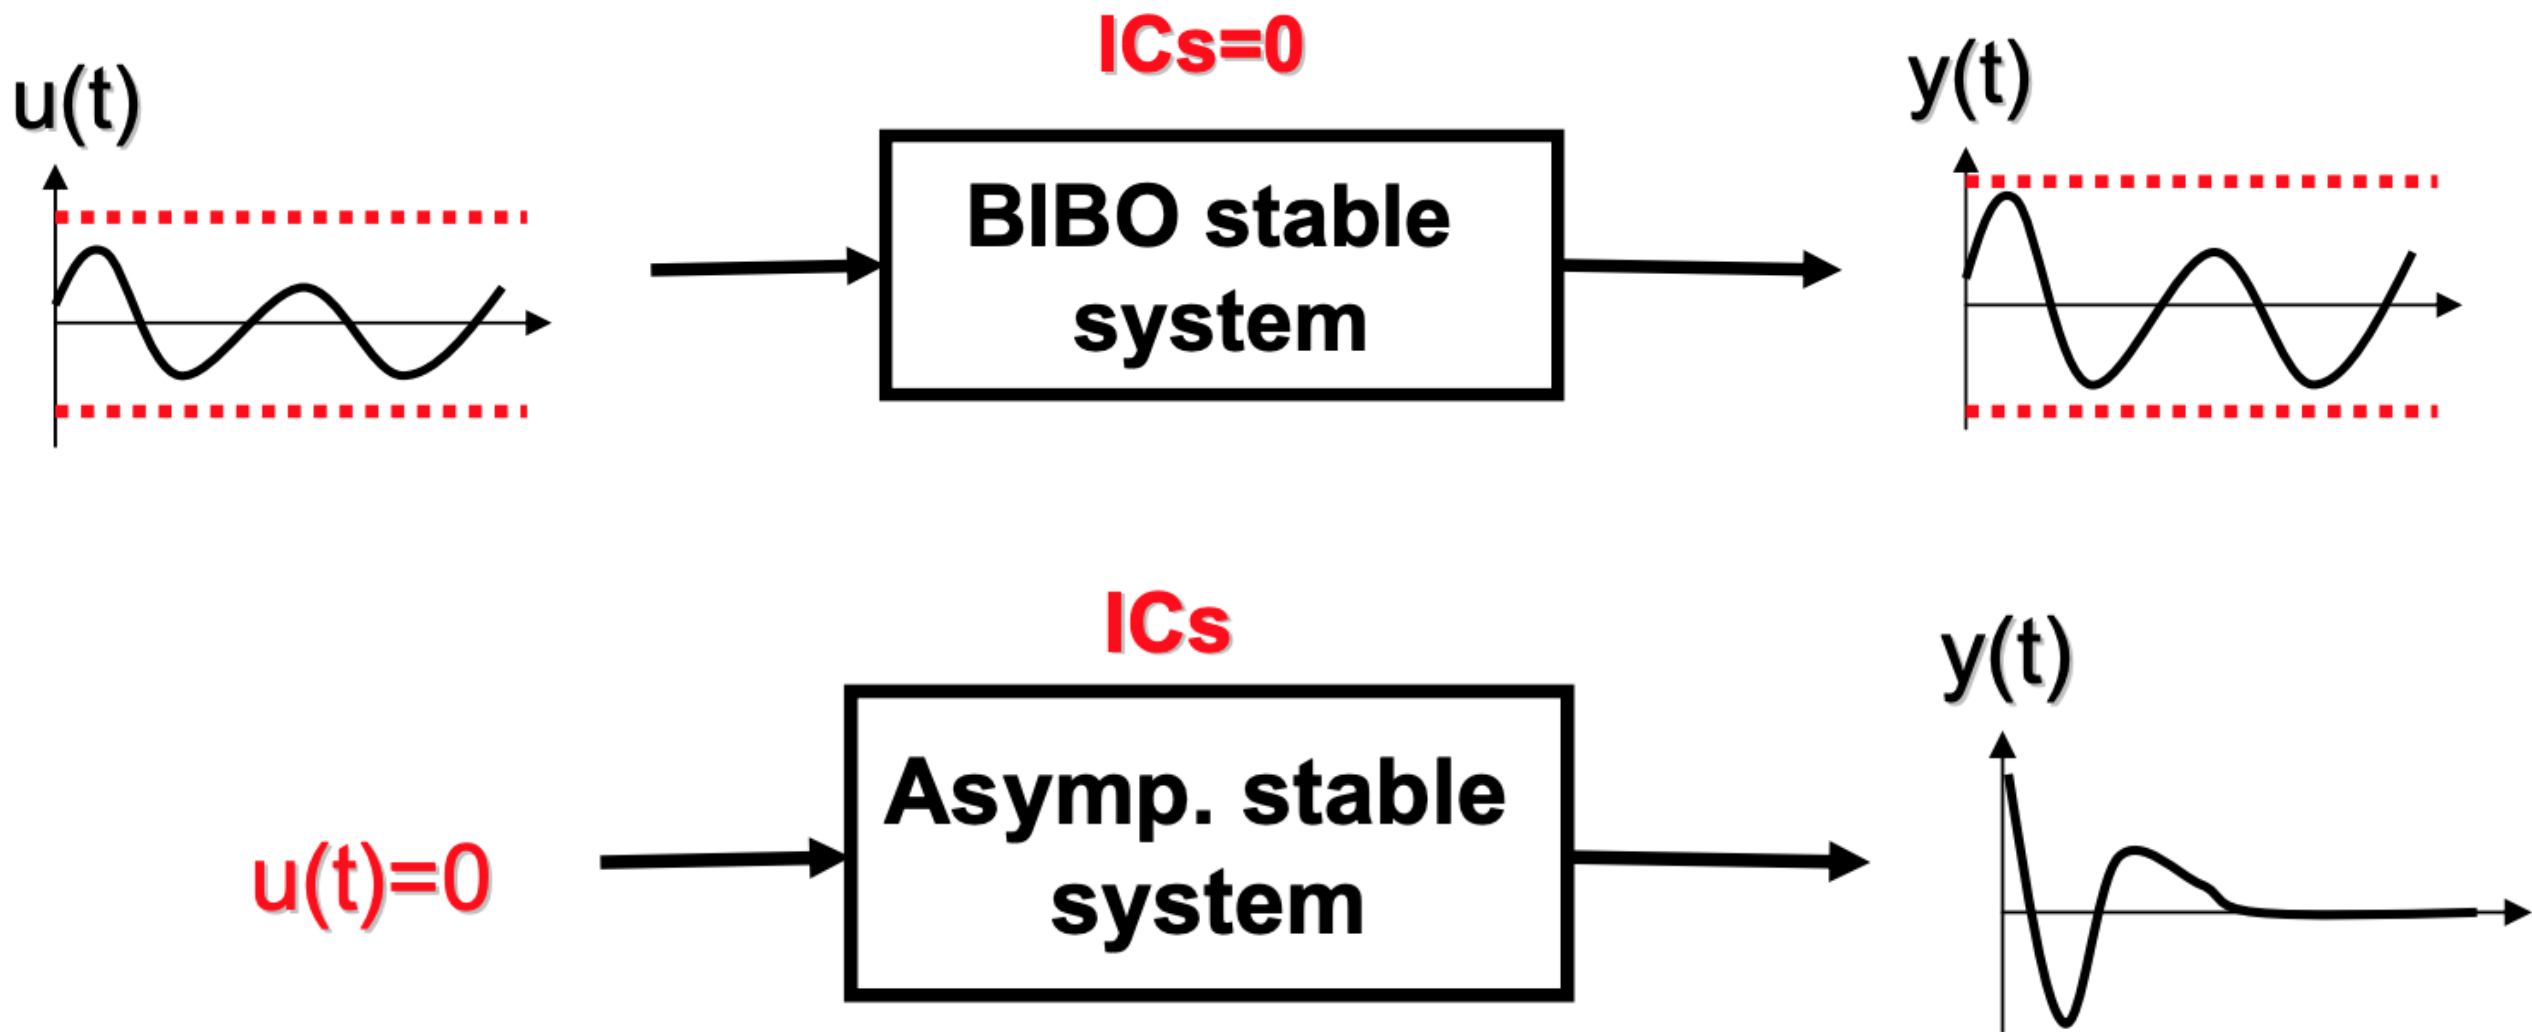 ICs=0
u(t)
y(t)
BIBO stable
system
ICs
y(t)
Asymp. stable
system
u(t)=0